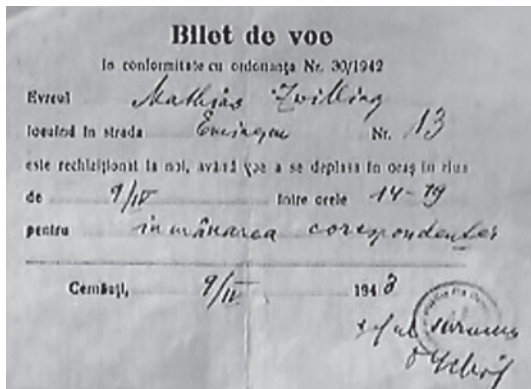 Bilet de voe
In conformitate cu ordonanța Nr. 30/1942
Evreul Mathias Zwilling
locuind în strada Eminescu Nr. 13
este rechiziționat la noi, având voe a se deplasa în oraș în ziua
de 9/IV între orele 14-19
pentru inmânarea corespondenței
Cernăuți, 9/IV 1943